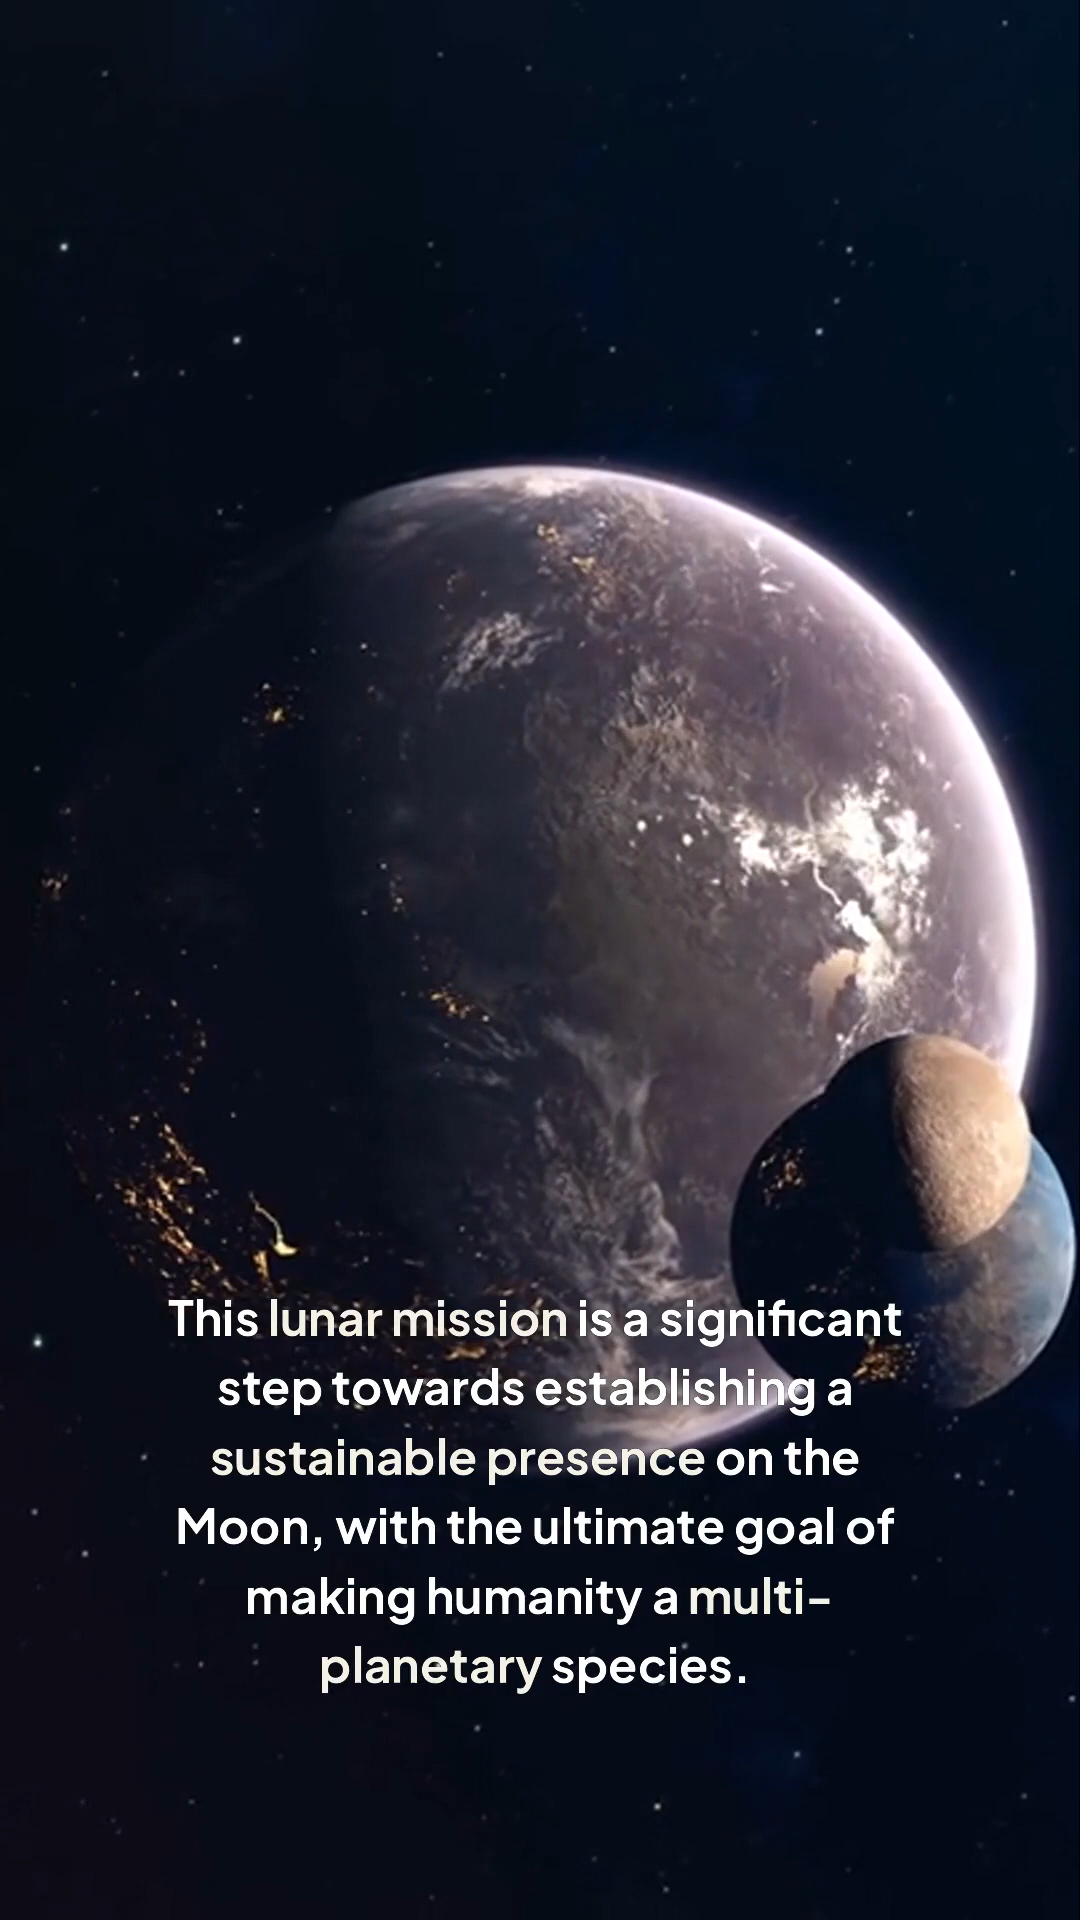 This lunar mission is a significant
step towards establishing a
sustainable presence on the
Moon, with the ultimate goal of
making humanity a multi-
planetary species.